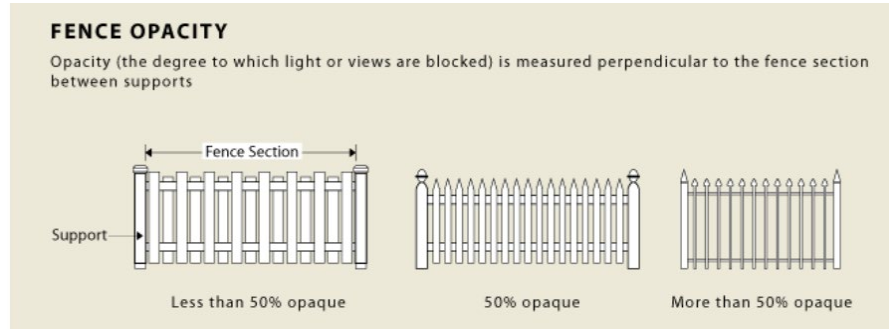 FENCE OPACITY
Opacity (the degree to which light or views are blocked) is measured perpendicular to the fence section
between supports
Fence Section
Support
Less than 50% opaque
50% opaque
More than 50% opaque